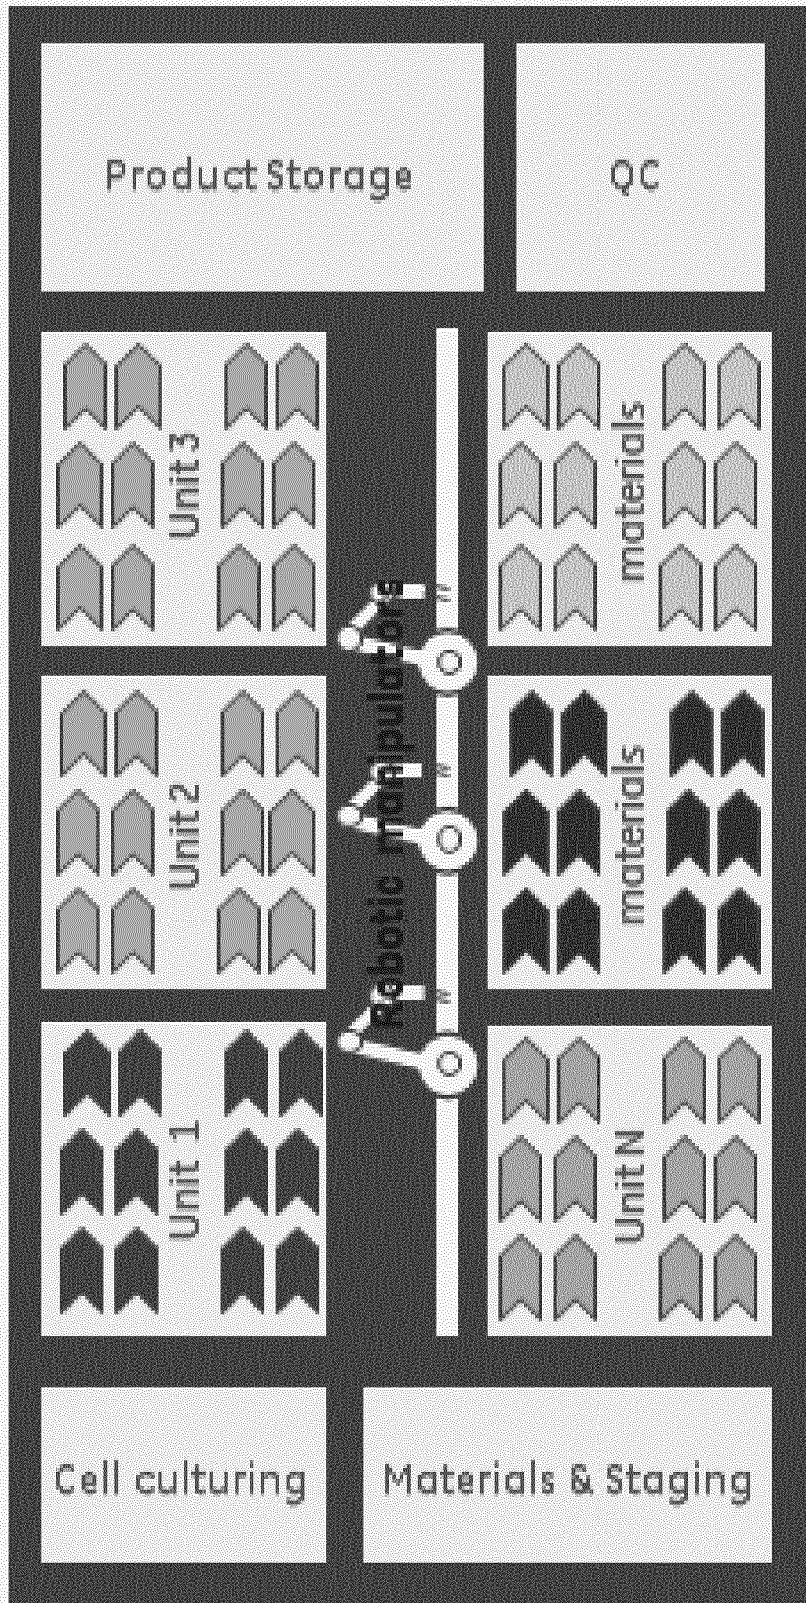 Product Storage
QC
Unit 3
materials
Robotic manipulators
Unit 2
materials
Unit 1
Unit N
Cell culturing
Materials & Staging